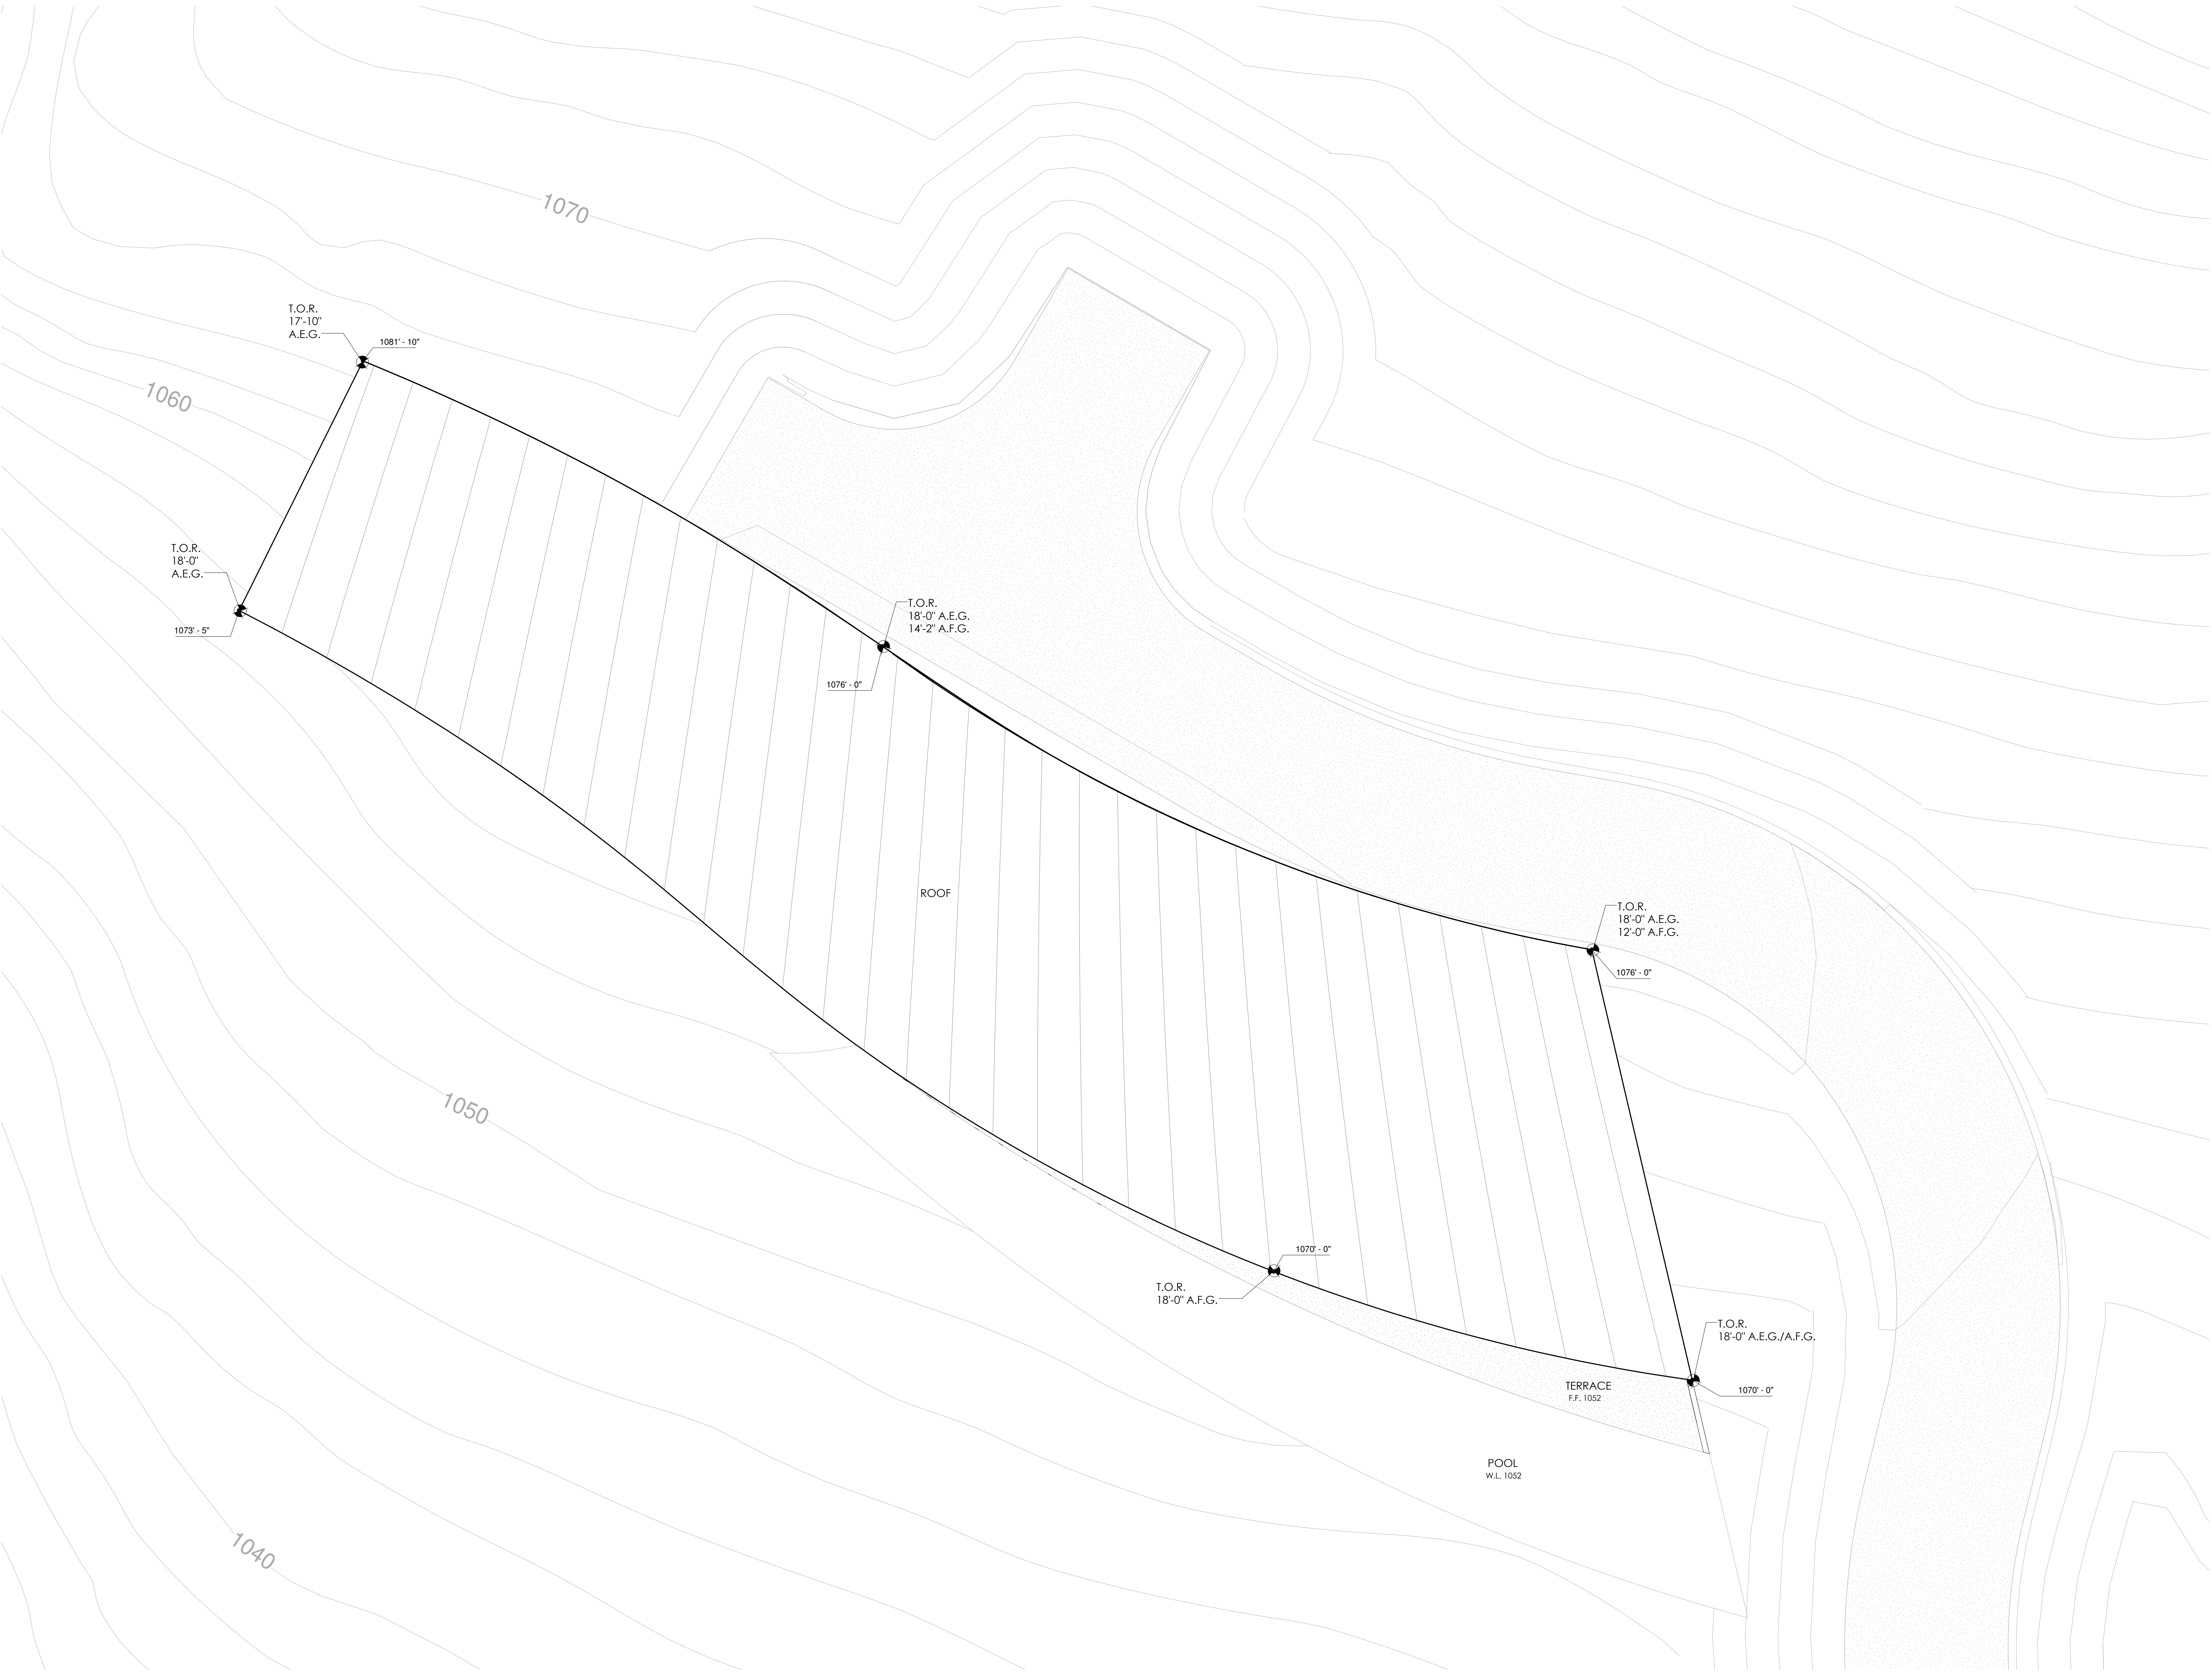 1070
T.O.R.
17'-10"
A.E.G.
1081' - 10"
1060
T.O.R.
18'-0"
A.E.G.
1073' - 5"
T.O.R.
18'-0" A.E.G.
14'-2" A.F.G.
1076' - 0"
ROOF
T.O.R.
18'-0" A.E.G.
12'-0" A.F.G.
1076' - 0"
1050
1070' - 0"
T.O.R.
18'-0" A.F.G.
T.O.R.
18'-0" A.E.G./A.F.G.
1070' - 0"
TERRACE
F.F. 1052
POOL
W.L. 1052
1040